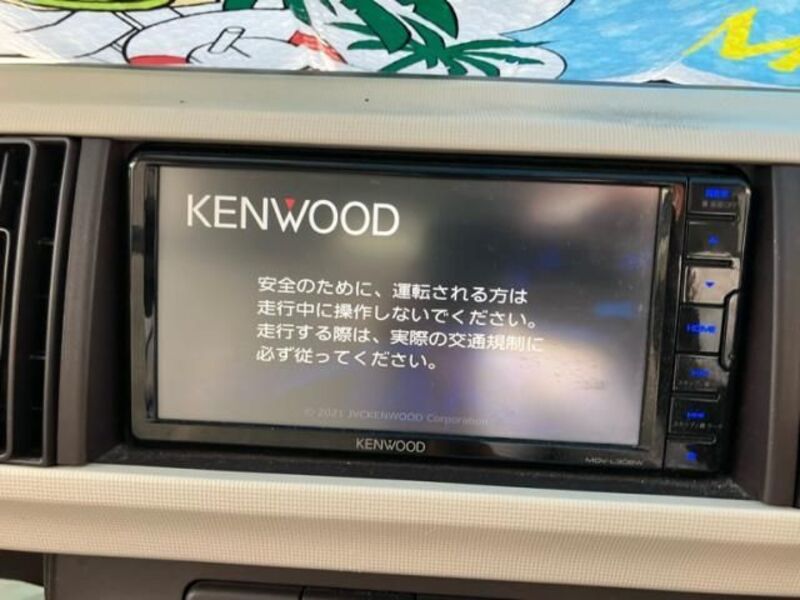 KENWOOD
安全のために、運転される方は
走行中に操作しないでください。
走行する際は、実際の交通規制に
必ず従ってください。
© 2021 JVCKENWOOD Corporation
KENWOOD
MDV-L308W
HOME